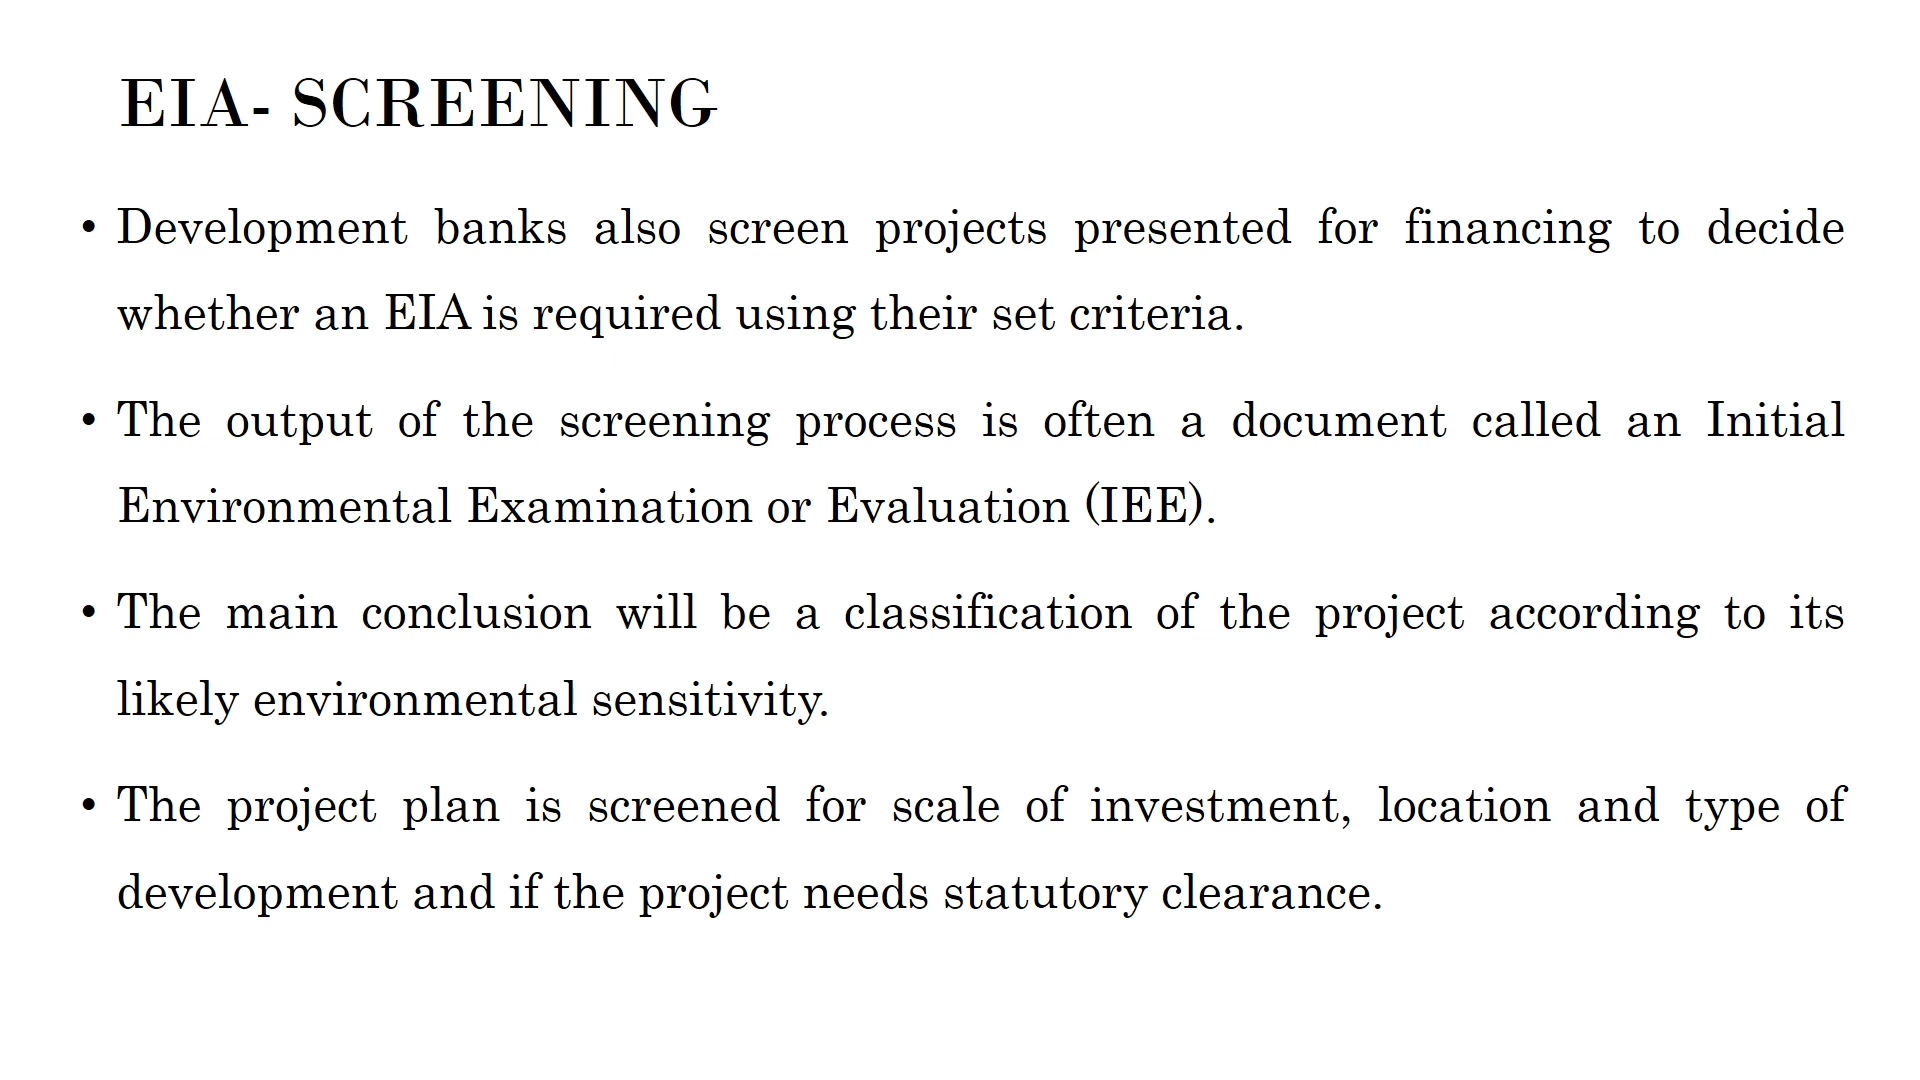 EIA- SCREENING
• Development banks also screen projects presented for financing to decide
whether an EIA is required using their set criteria.
• The output of the screening process is often a document called an Initial
Environmental Examination or Evaluation (IEE).
• The main conclusion will be a classification of the project according to its
likely environmental sensitivity.
• The project plan is screened for scale of investment, location and type of
development and if the project needs statutory clearance.